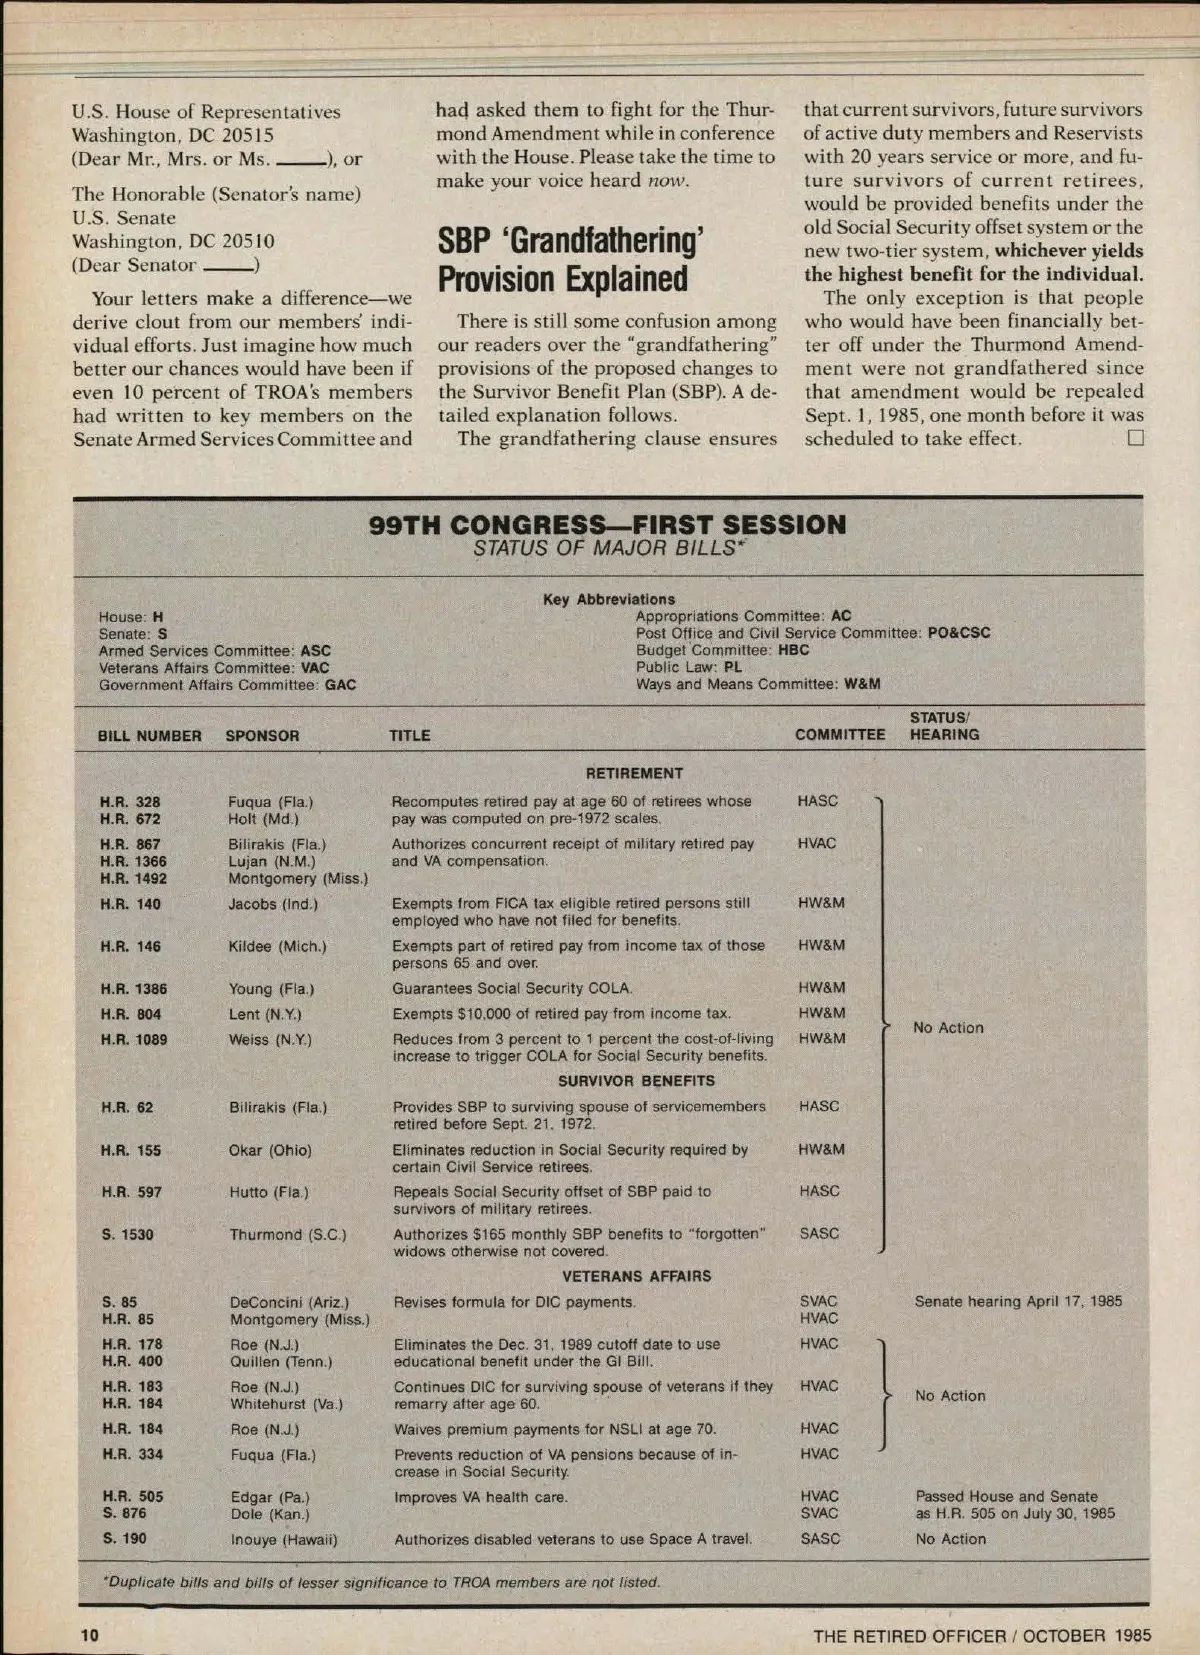 U.S. House of Representatives
Washington, DC 20515
(Dear Mr., Mrs. or Ms. ____), or
The Honorable (Senator's name)
U.S. Senate
Washington, DC 20510
(Dear Senator ____)
Your letters make a difference—we
derive clout from our members' indi-
vidual efforts. Just imagine how much
better our chances would have been if
even 10 percent of TROA's members
had written to key members on the
Senate Armed Services Committee and
had asked them to fight for the Thur-
mond Amendment while in conference
with the House. Please take the time to
make your voice heard now.
SBP 'Grandfathering'
Provision Explained
There is still some confusion among
our readers over the "grandfathering"
provisions of the proposed changes to
the Survivor Benefit Plan (SBP). A de-
tailed explanation follows.
The grandfathering clause ensures
that current survivors, future survivors
of active duty members and Reservists
with 20 years service or more, and fu-
ture survivors of current retirees,
would be provided benefits under the
old Social Security offset system or the
new two-tier system, whichever yields
the highest benefit for the individual.
The only exception is that people
who would have been financially bet-
ter off under the Thurmond Amend-
ment were not grandfathered since
that amendment would be repealed
Sept. 1, 1985, one month before it was
scheduled to take effect. □
99TH CONGRESS—FIRST SESSION
STATUS OF MAJOR BILLS*
Key Abbreviations
House: H
Senate: S
Armed Services Committee: ASC
Veterans Affairs Committee: VAC
Government Affairs Committee: GAC
Appropriations Committee: AC
Post Office and Civil Service Committee: PO&CSC
Budget Committee: HBC
Public Law: PL
Ways and Means Committee: W&M
BILL NUMBER SPONSOR TITLE COMMITTEE STATUS/
HEARING
RETIREMENT
H.R. 328 Fuqua (Fla.) Recomputes retired pay at age 60 of retirees whose HASC
H.R. 672 Holt (Md.) pay was computed on pre-1972 scales.
H.R. 867 Bilirakis (Fla.) Authorizes concurrent receipt of military retired pay HVAC
H.R. 1366 Lujan (N.M.) and VA compensation.
H.R. 1492 Montgomery (Miss.)
H.R. 140 Jacobs (Ind.) Exempts from FICA tax eligible retired persons still HW&M
employed who have not filed for benefits.
H.R. 146 Kildee (Mich.) Exempts part of retired pay from income tax of those HW&M
persons 65 and over.
H.R. 1386 Young (Fla.) Guarantees Social Security COLA. HW&M
H.R. 804 Lent (N.Y.) Exempts $10,000 of retired pay from income tax. HW&M
No Action
H.R. 1089 Weiss (N.Y.) Reduces from 3 percent to 1 percent the cost-of-living HW&M
increase to trigger COLA for Social Security benefits.
SURVIVOR BENEFITS
H.R. 62 Bilirakis (Fla.) Provides SBP to surviving spouse of servicemembers HASC
retired before Sept. 21, 1972.
H.R. 155 Okar (Ohio) Eliminates reduction in Social Security required by HW&M
certain Civil Service retirees.
H.R. 597 Hutto (Fla.) Repeals Social Security offset of SBP paid to HASC
survivors of military retirees.
S. 1530 Thurmond (S.C.) Authorizes $165 monthly SBP benefits to "forgotten" SASC
widows otherwise not covered.
VETERANS AFFAIRS
S. 85 DeConcini (Ariz.) Revises formula for DIC payments. SVAC Senate hearing April 17, 1985
H.R. 85 Montgomery (Miss.) HVAC
H.R. 178 Roe (N.J.) Eliminates the Dec. 31, 1989 cutoff date to use HVAC
H.R. 400 Quillen (Tenn.) educational benefit under the GI Bill.
H.R. 183 Roe (N.J.) Continues DIC for surviving spouse of veterans if they HVAC
No Action
H.R. 184 Whitehurst (Va.) remarry after age 60.
H.R. 184 Roe (N.J.) Waives premium payments for NSLI at age 70. HVAC
H.R. 334 Fuqua (Fla.) Prevents reduction of VA pensions because of in- HVAC
crease in Social Security.
H.R. 505 Edgar (Pa.) Improves VA health care. HVAC Passed House and Senate
S. 876 Dole (Kan.) SVAC as H.R. 505 on July 30, 1985
S. 190 Inouye (Hawaii) Authorizes disabled veterans to use Space A travel. SASC No Action
*Duplicate bills and bills of lesser significance to TROA members are not listed.
10 THE RETIRED OFFICER / OCTOBER 1985